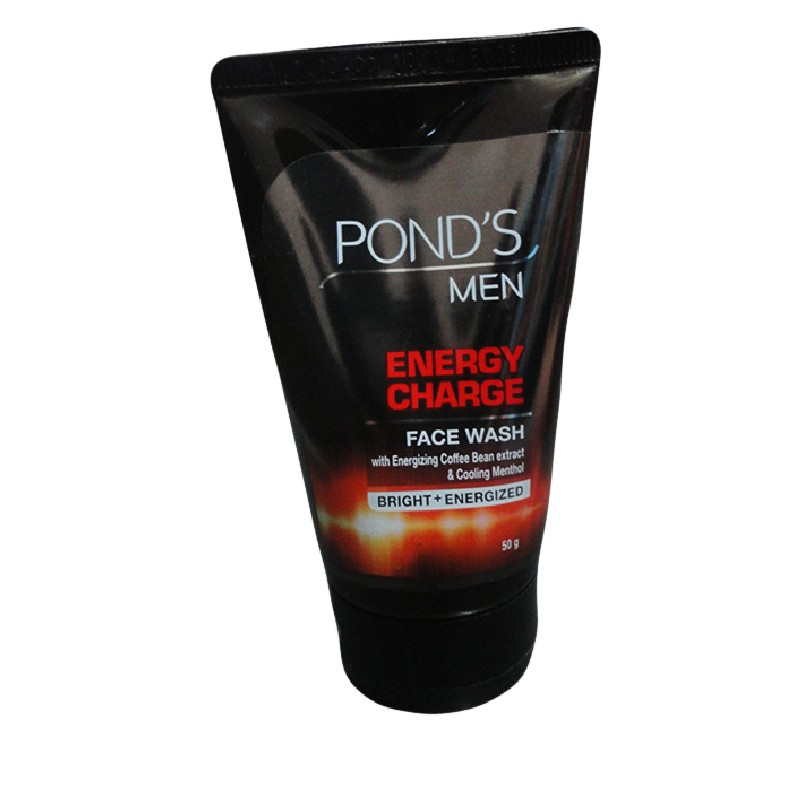 POND'S
MEN
ENERGY
CHARGE
FACE WASH
with Energizing Coffee Bean extract
& Cooling Menthol
BRIGHT + ENERGIZED
50 g